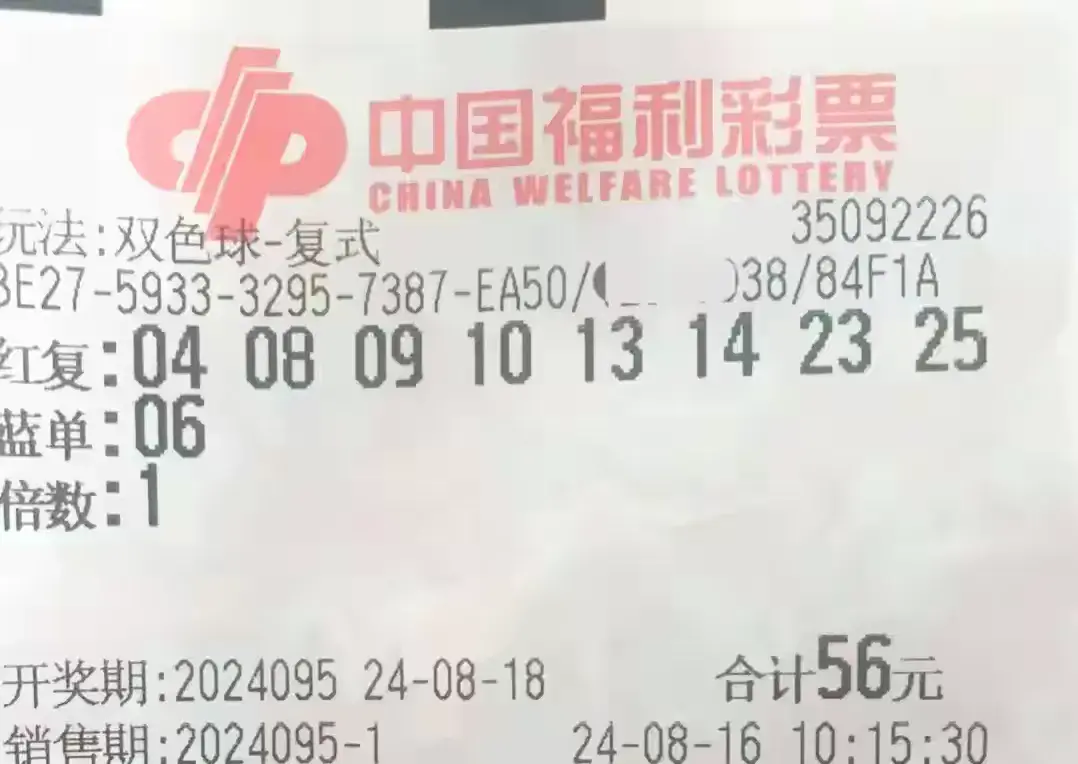 中国福利彩票
CHINA WELFARE LOTTERY
玩法:双色球-复式 35092226
BE27-5933-3295-7387-EA50/ 38/84F1A
红复:04 08 09 10 13 14 23 25
蓝单:06
倍数:1
开奖期:2024095 24-08-18 合计56元
销售期:2024095-1 24-08-16 10:15:30